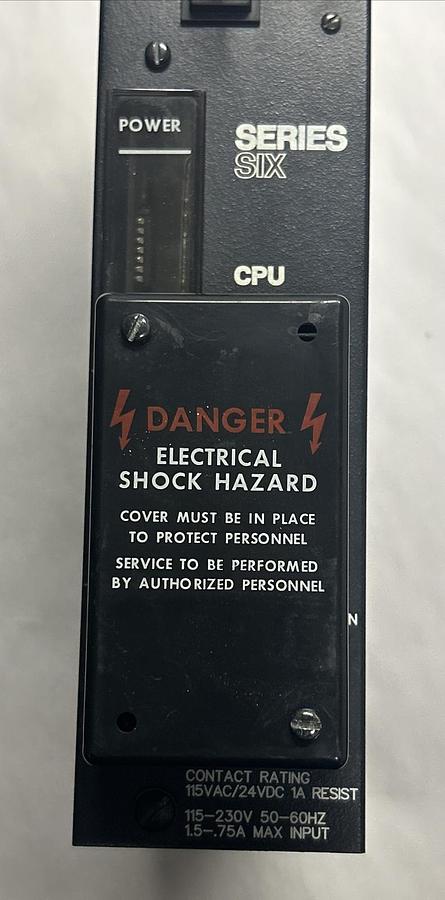 POWER
SERIES
SIX
CPU
DANGER
ELECTRICAL
SHOCK HAZARD
COVER MUST BE IN PLACE
TO PROTECT PERSONNEL
SERVICE TO BE PERFORMED
BY AUTHORIZED PERSONNEL
N
CONTACT RATING
115VAC/24VDC 1A RESIST
115-230V 50-60HZ
1.5-.75A MAX INPUT